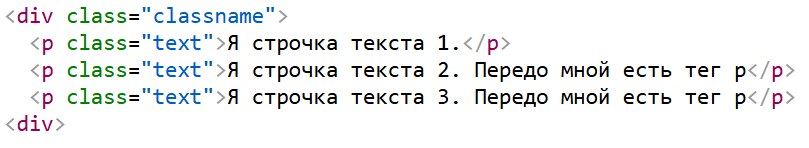 <div class="classname">
<p class="text">Я строчка текста 1.</p>
<p class="text">Я строчка текста 2. Передо мной есть тег p</p>
<p class="text">Я строчка текста 3. Передо мной есть тег p</p>
<div>